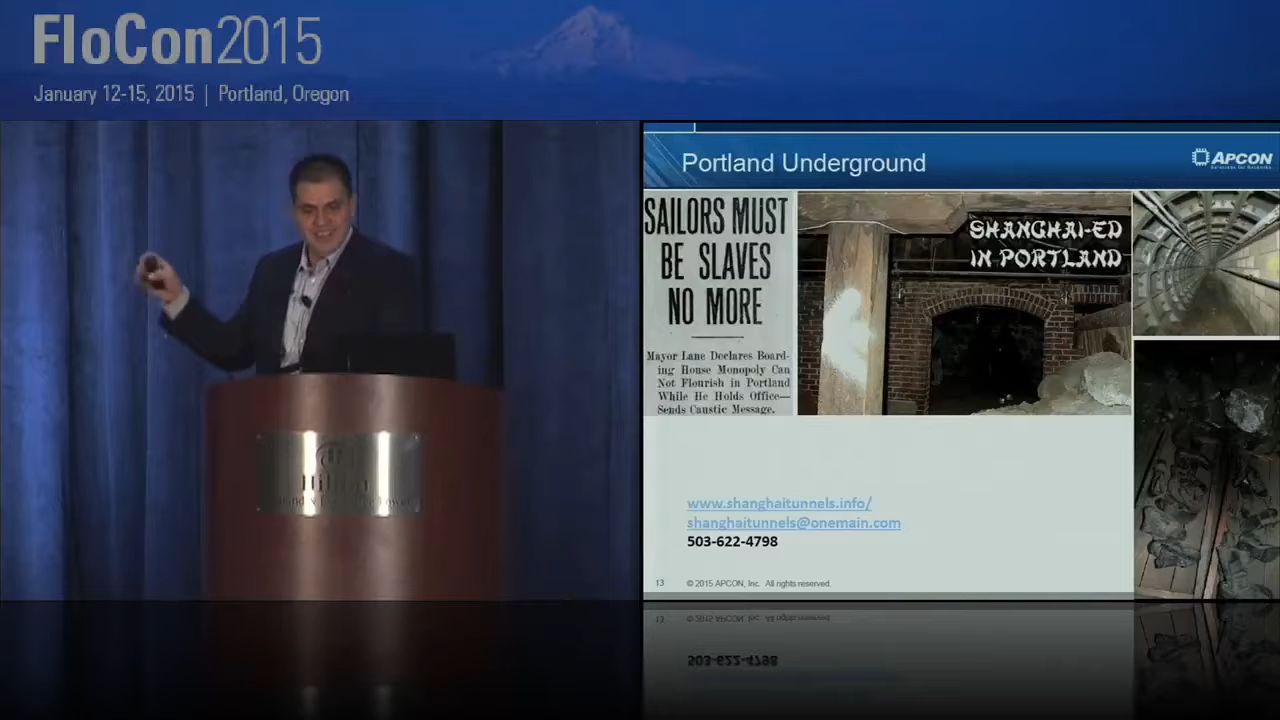 FloCon2015
January 12-15, 2015 | Portland, Oregon
Portland Underground
APCON
SAILORS MUST
BE SLAVES
NO MORE
Mayor Lane Declares Board-
ing House Monopoly Can
Not Flourish in Portland
While He Holds Office—
Sends Caustic Message.
SHANGHAI-ED
IN PORTLAND
www.shanghaitunnels.info/
shanghaitunnels@onemain.com
503-622-4798
13 © 2015 APCON, Inc. All rights reserved.
Hilton